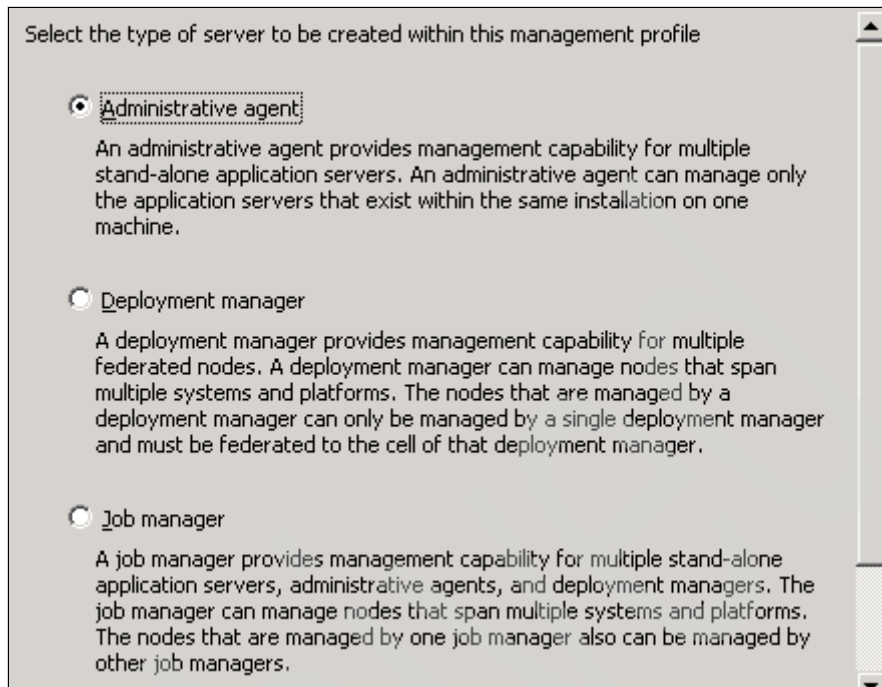 Select the type of server to be created within this management profile
Administrative agent
An administrative agent provides management capability for multiple
stand-alone application servers. An administrative agent can manage only
the application servers that exist within the same installation on one
machine.
Deployment manager
A deployment manager provides management capability for multiple
federated nodes. A deployment manager can manage nodes that span
multiple systems and platforms. The nodes that are managed by a
deployment manager can only be managed by a single deployment manager
and must be federated to the cell of that deployment manager.
Job manager
A job manager provides management capability for multiple stand-alone
application servers, administrative agents, and deployment managers. The
job manager can manage nodes that span multiple systems and platforms.
The nodes that are managed by one job manager also can be managed by
other job managers.